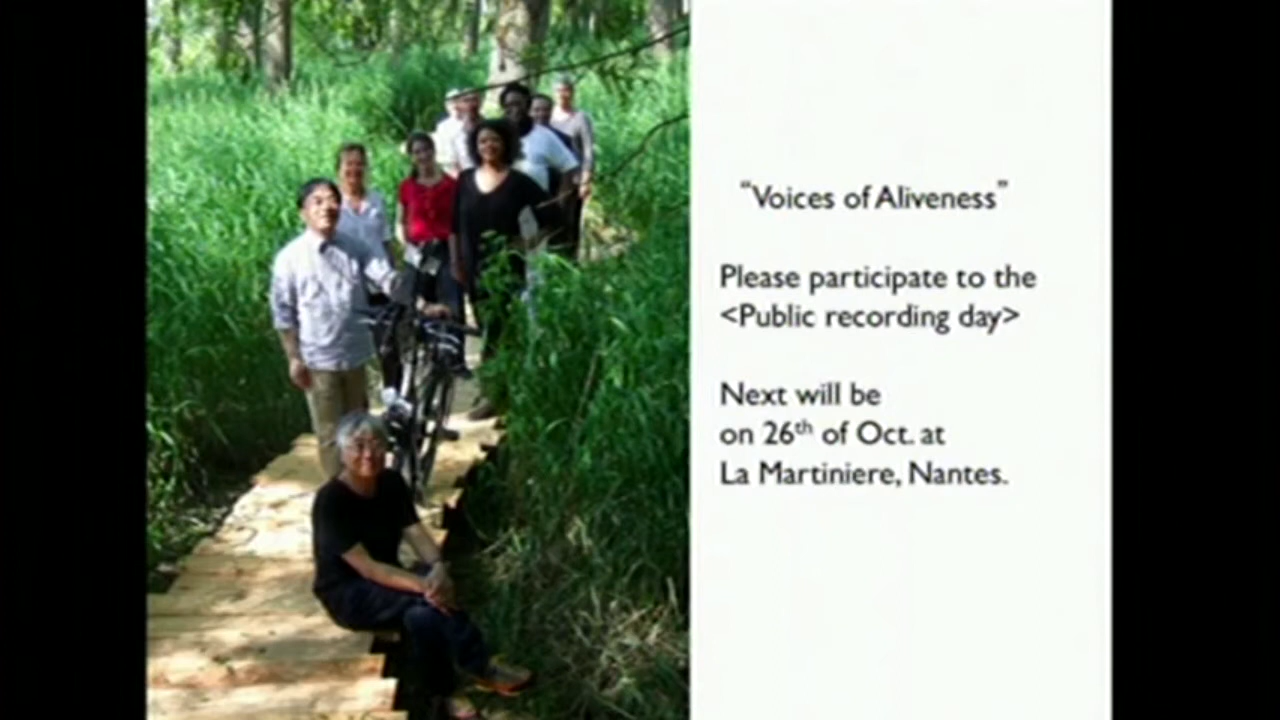 “Voices of Aliveness”
Please participate to the
<Public recording day>
Next will be
on 26th of Oct. at
La Martiniere, Nantes.